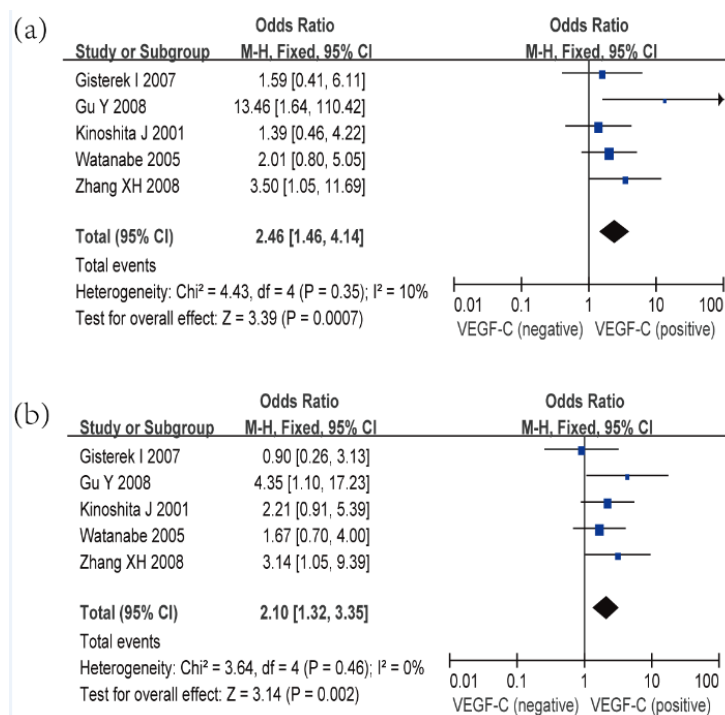 (a)
Odds Ratio Odds Ratio
Study or Subgroup M-H, Fixed, 95% CI M-H, Fixed, 95% CI
Gisterek I 2007 1.59 [0.41, 6.11]
Gu Y 2008 13.46 [1.64, 110.42]
Kinoshita J 2001 1.39 [0.46, 4.22]
Watanabe 2005 2.01 [0.80, 5.05]
Zhang XH 2008 3.50 [1.05, 11.69]
Total (95% CI) 2.46 [1.46, 4.14]
Total events
Heterogeneity: Chi² = 4.43, df = 4 (P = 0.35); I² = 10%
Test for overall effect: Z = 3.39 (P = 0.0007)
0.01 0.1 1 10 100
VEGF-C (negative) VEGF-C (positive)
(b)
Odds Ratio Odds Ratio
Study or Subgroup M-H, Fixed, 95% CI M-H, Fixed, 95% CI
Gisterek I 2007 0.90 [0.26, 3.13]
Gu Y 2008 4.35 [1.10, 17.23]
Kinoshita J 2001 2.21 [0.91, 5.39]
Watanabe 2005 1.67 [0.70, 4.00]
Zhang XH 2008 3.14 [1.05, 9.39]
Total (95% CI) 2.10 [1.32, 3.35]
Total events
Heterogeneity: Chi² = 3.64, df = 4 (P = 0.46); I² = 0%
Test for overall effect: Z = 3.14 (P = 0.002)
0.01 0.1 1 10 100
VEGF-C (negative) VEGF-C (positive)